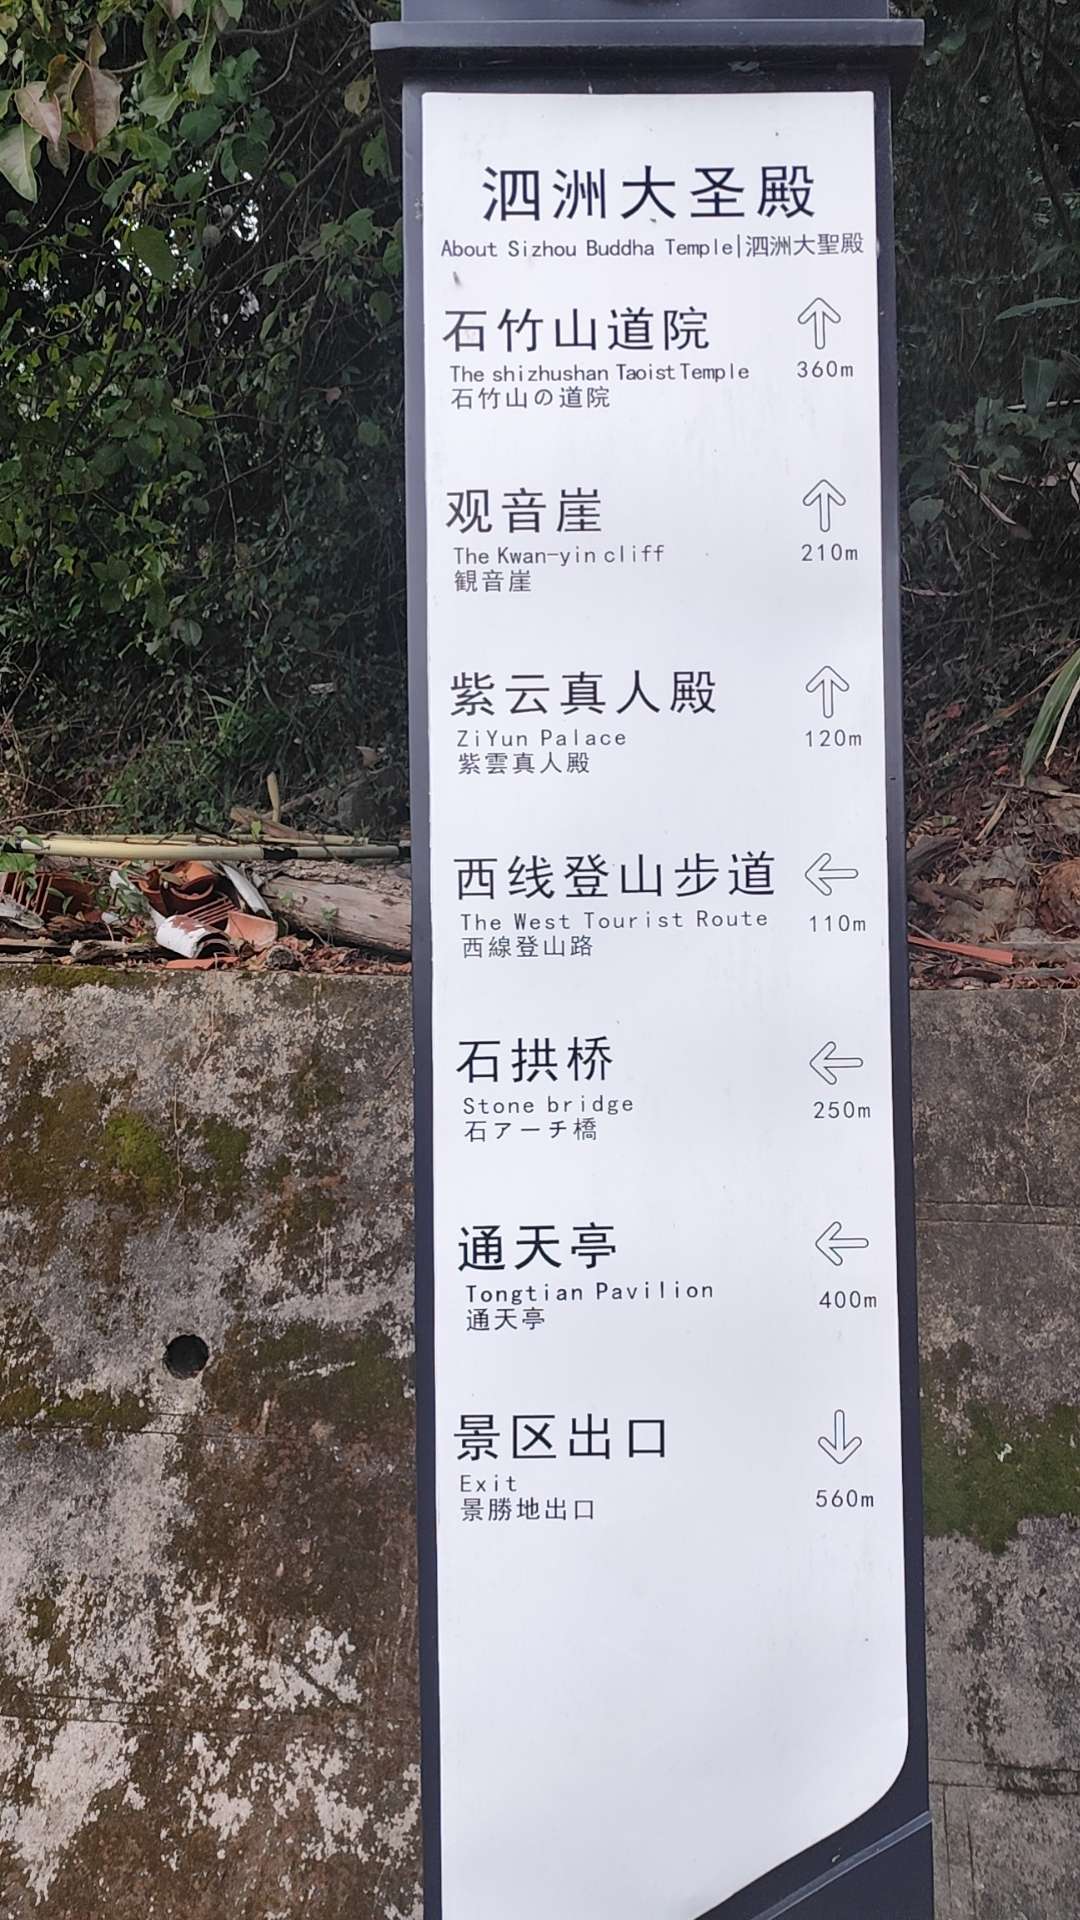 泗洲大圣殿
About Sizhou Buddha Temple|泗洲大聖殿
石竹山道院
The shizhushan Taoist Temple
石竹山の道院
360m
观音崖
The Kwan-yin cliff
観音崖
210m
紫云真人殿
ZiYun Palace
紫雲真人殿
120m
西线登山步道
The West Tourist Route
西線登山路
110m
石拱桥
Stone bridge
石アーチ橋
250m
通天亭
Tongtian Pavilion
通天亭
400m
景区出口
Exit
景勝地出口
560m